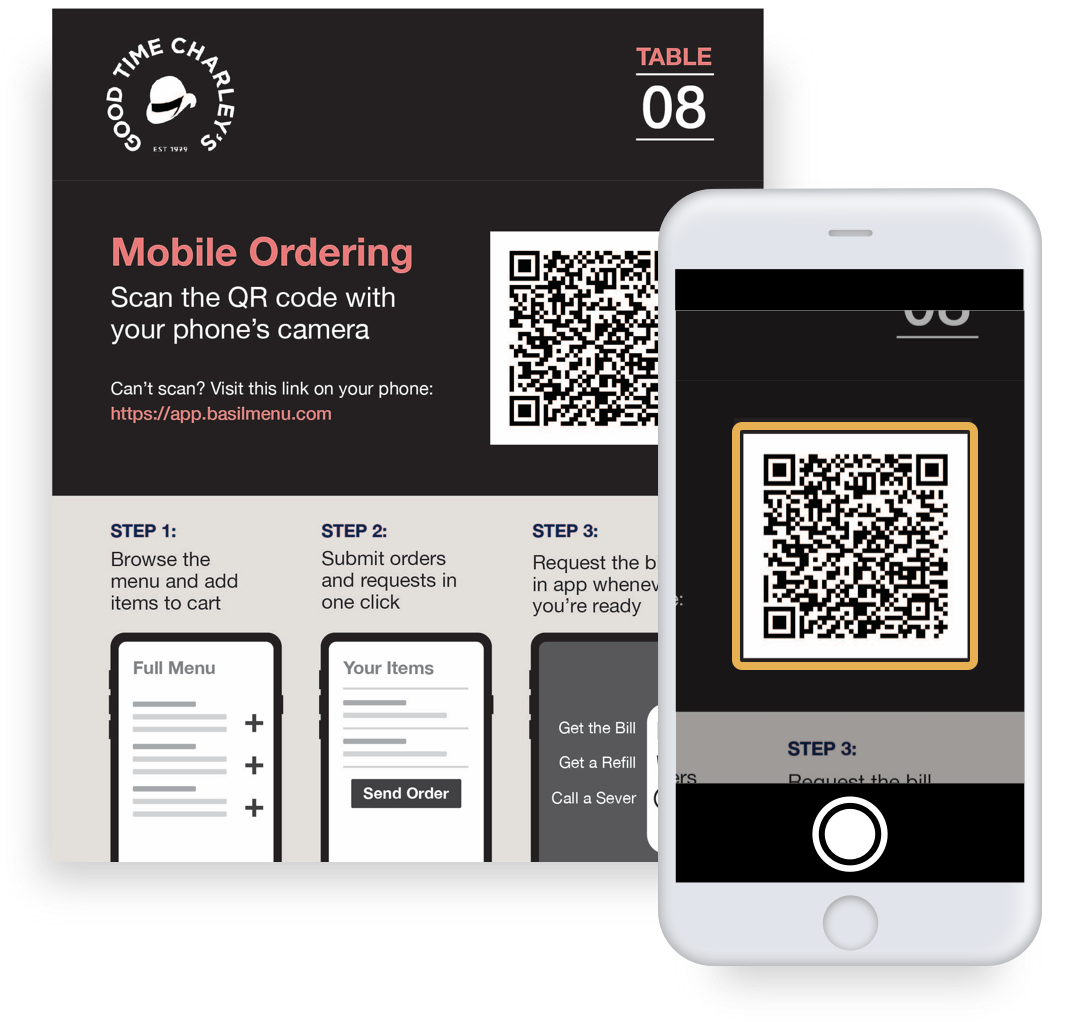 GOOD TIME CHARLEY'S
EST 1979
TABLE
08
Mobile Ordering
Scan the QR code with
your phone's camera
Can't scan? Visit this link on your phone:
https://app.basilmenu.com
STEP 1:
Browse the
menu and add
items to cart
STEP 2:
Submit orders
and requests in
one click
STEP 3:
Request the b
in app whenev
you're ready
Full Menu
Your Items
Send Order
Get the Bill
Get a Refill
Call a Sever
08
e:
STEP 3:
ers
Request the bill